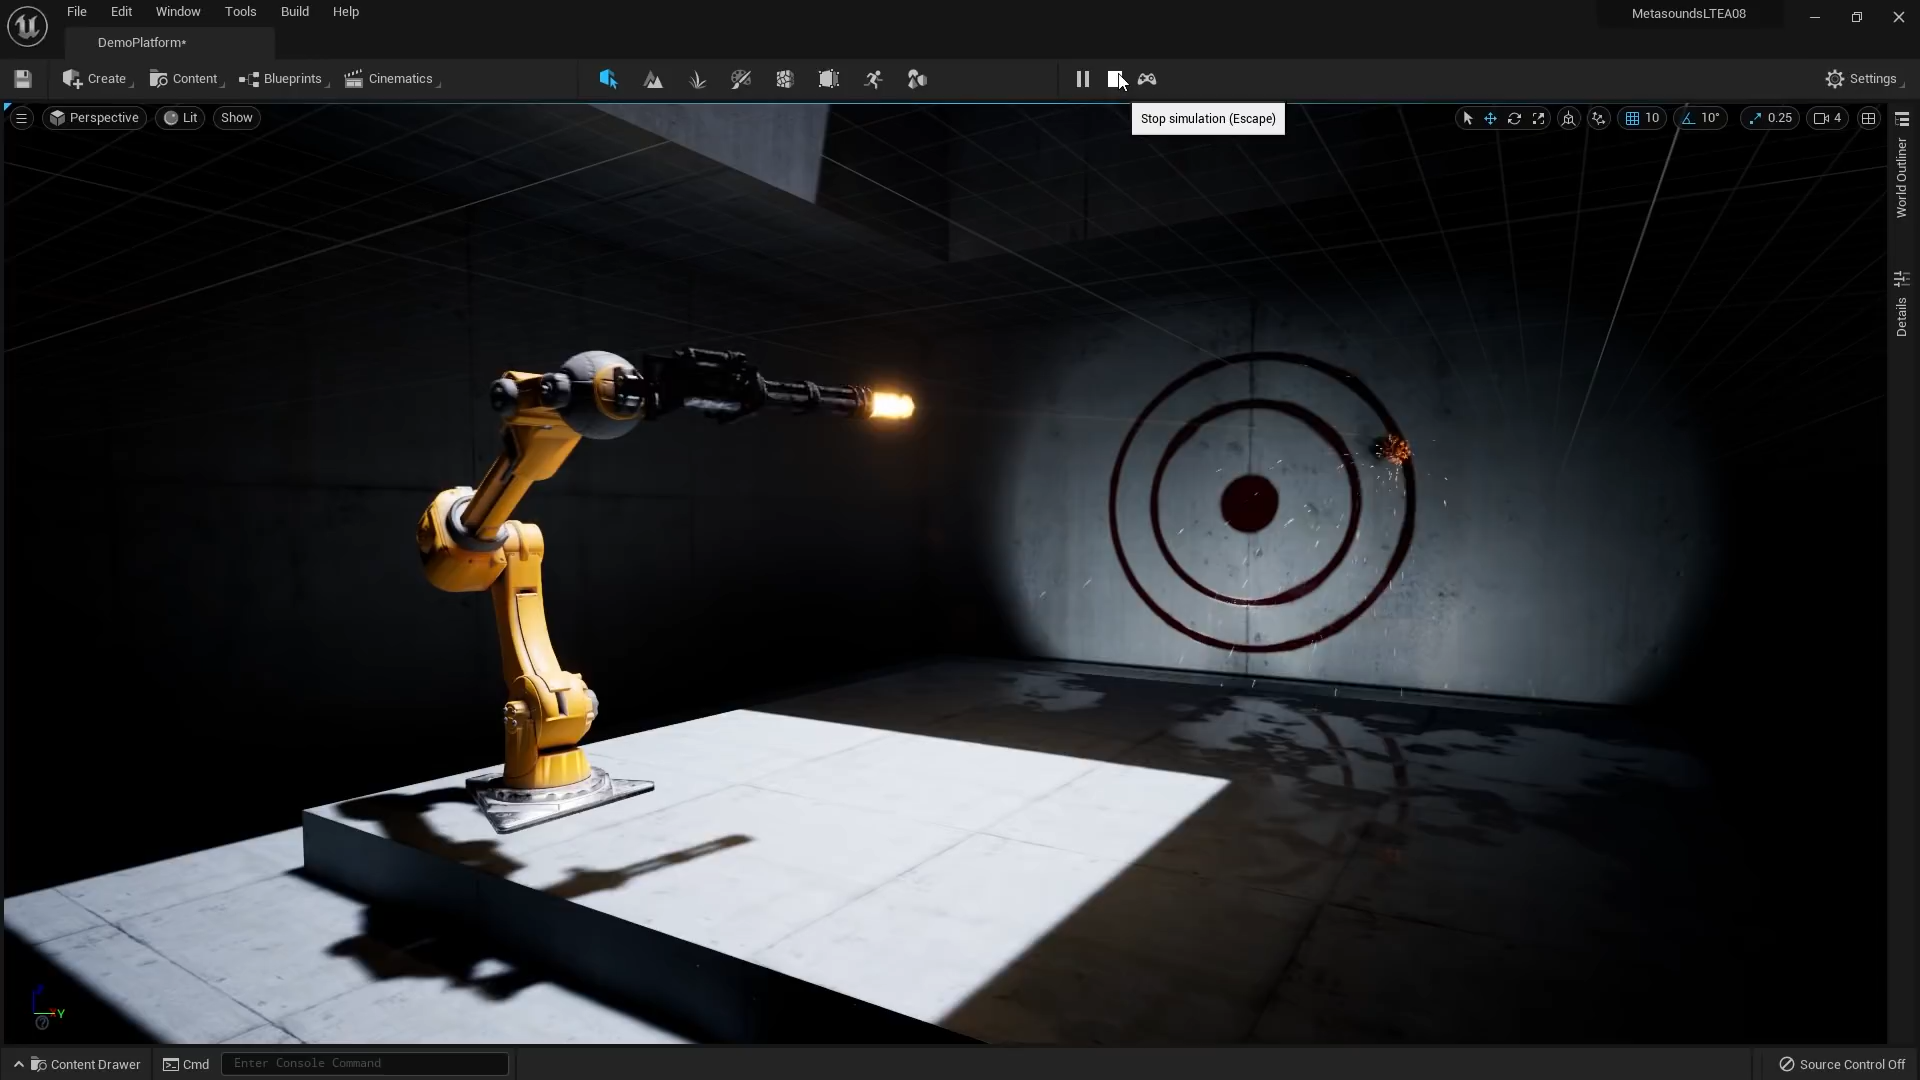 File Edit Window Tools Build Help
MetasoundsLTEA08
DemoPlatform*
Create Content Blueprints Cinematics
Settings
Perspective Lit Show
Stop simulation (Escape)
10 10° 0.25 4
World Outliner
Details
Y
Content Drawer Cmd Enter Console Command Source Control Off